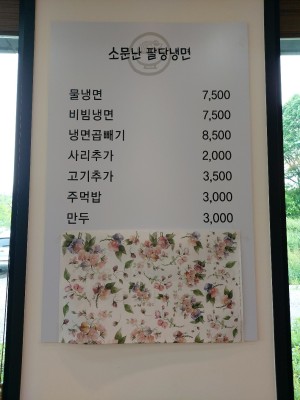 소문난 팔당냉면
물냉면 7,500
비빔냉면 7,500
냉면곱빼기 8,500
사리추가 2,000
고기추가 3,500
주먹밥 3,000
만두 3,000